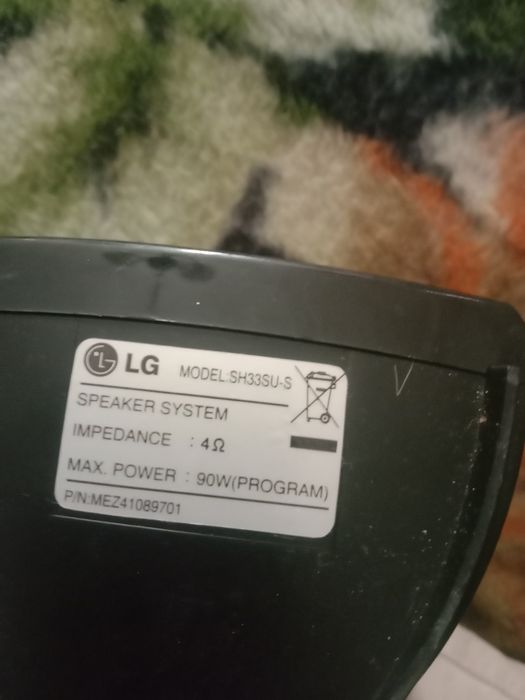 LG MODEL:SH33SU-S
SPEAKER SYSTEM
IMPEDANCE : 4Ω
MAX. POWER : 90W(PROGRAM)
P/N:MEZ41089701